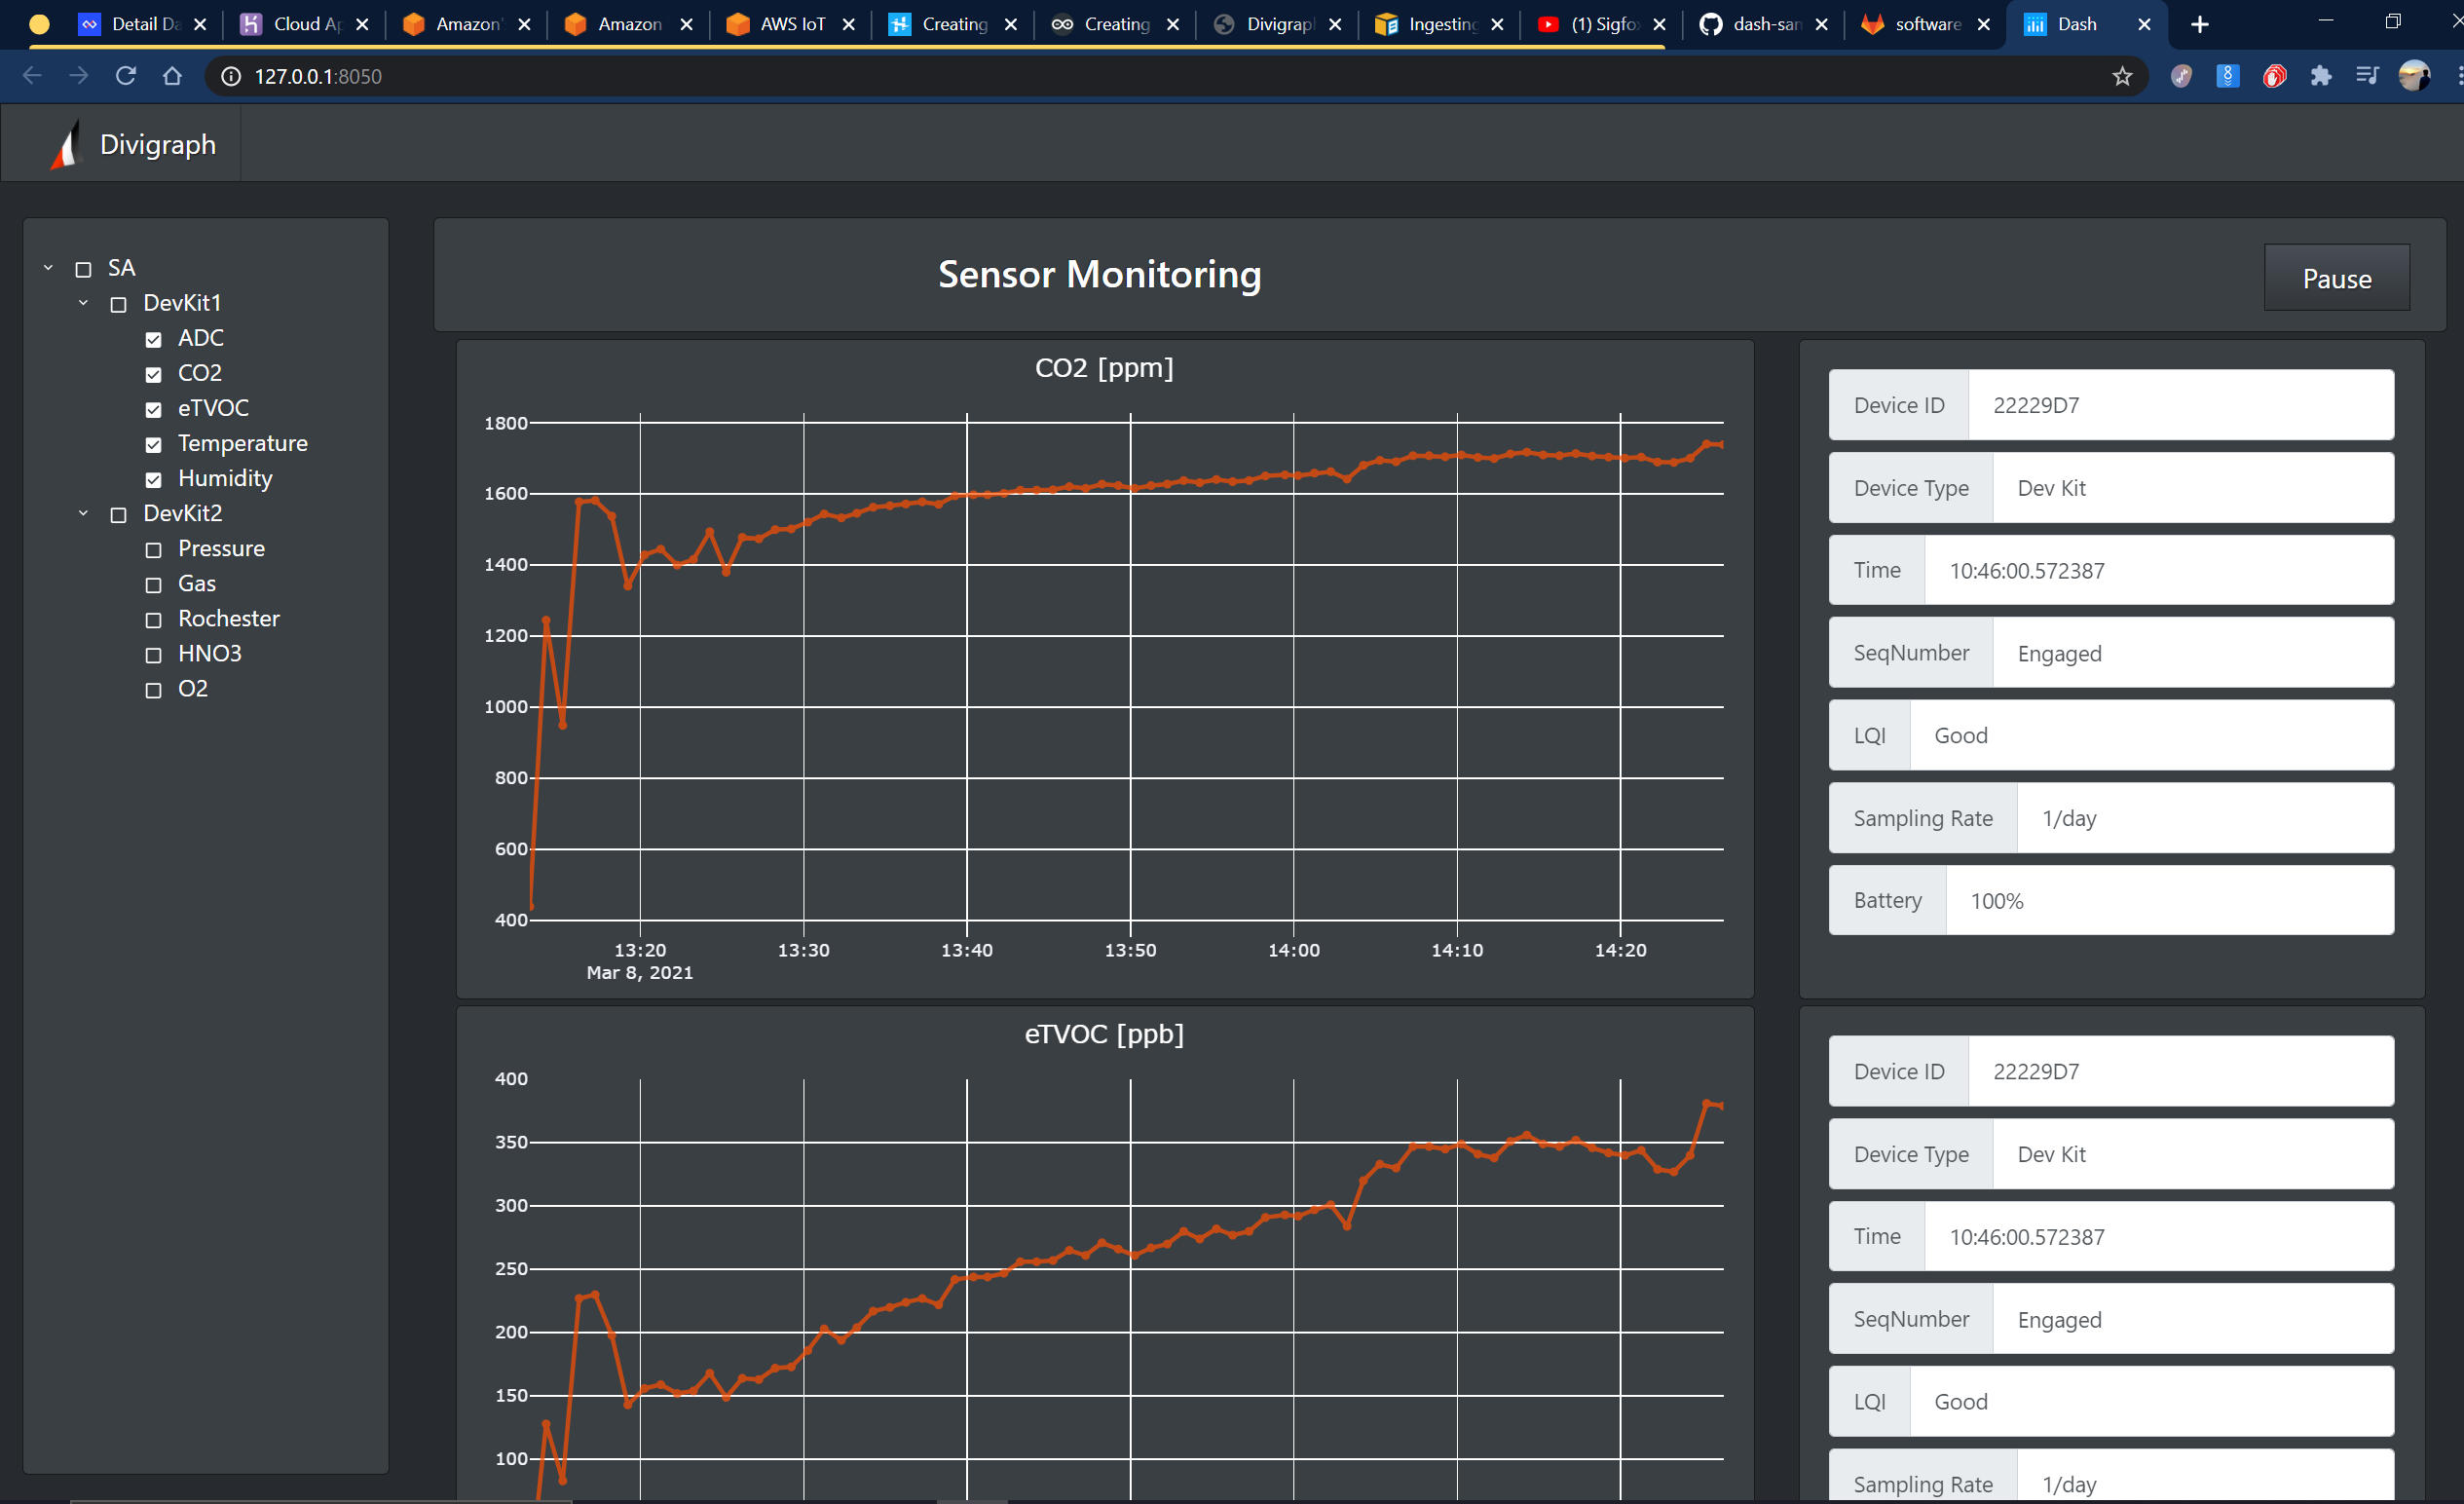 Detail Da
Cloud Ap
Amazon'
Amazon
AWS IoT
Creating
Creating
Divigrap
Ingesting
(1) Sigfo
dash-sam
software
Dash
127.0.0.1:8050
Divigraph
SA
DevKit1
ADC
CO2
eTVOC
Temperature
Humidity
DevKit2
Pressure
Gas
Rochester
HNO3
O2
Sensor Monitoring
Pause
CO2 [ppm]
1800
1600
1400
1200
1000
800
600
400
13:20 13:30 13:40 13:50 14:00 14:10 14:20
Mar 8, 2021
Device ID 22229D7
Device Type Dev Kit
Time 10:46:00.572387
SeqNumber Engaged
LQI Good
Sampling Rate 1/day
Battery 100%
eTVOC [ppb]
400
350
300
250
200
150
100
Device ID 22229D7
Device Type Dev Kit
Time 10:46:00.572387
SeqNumber Engaged
LQI Good
Sampling Rate 1/day